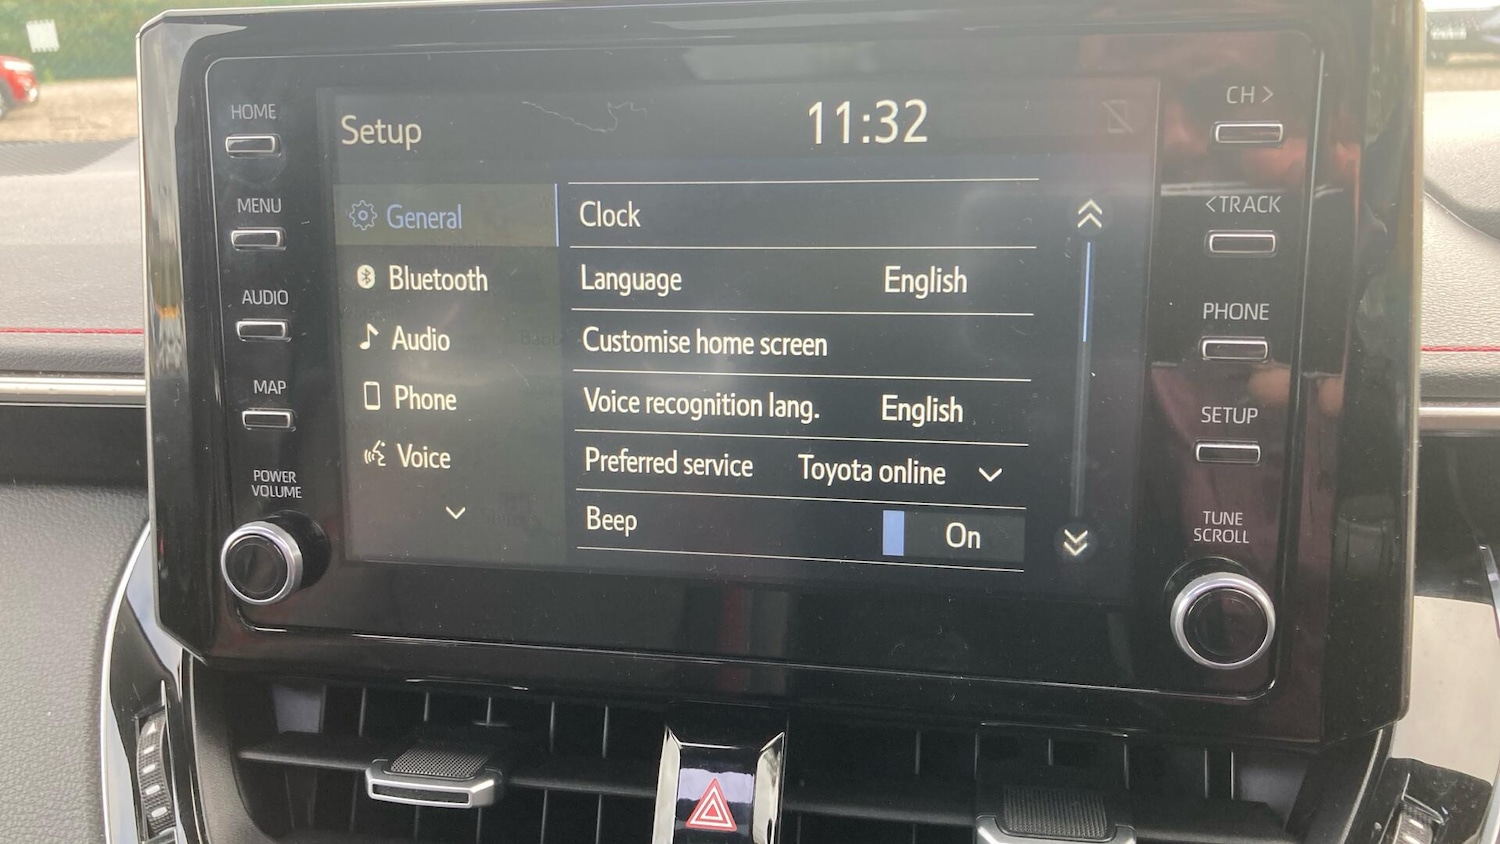 HOME
MENU
AUDIO
MAP
POWER
VOLUME
Setup
11:32
General
Bluetooth
Audio
Phone
Voice
Clock
Language English
Customise home screen
Voice recognition lang. English
Preferred service Toyota online
Beep On
CH >
< TRACK
PHONE
SETUP
TUNE
SCROLL